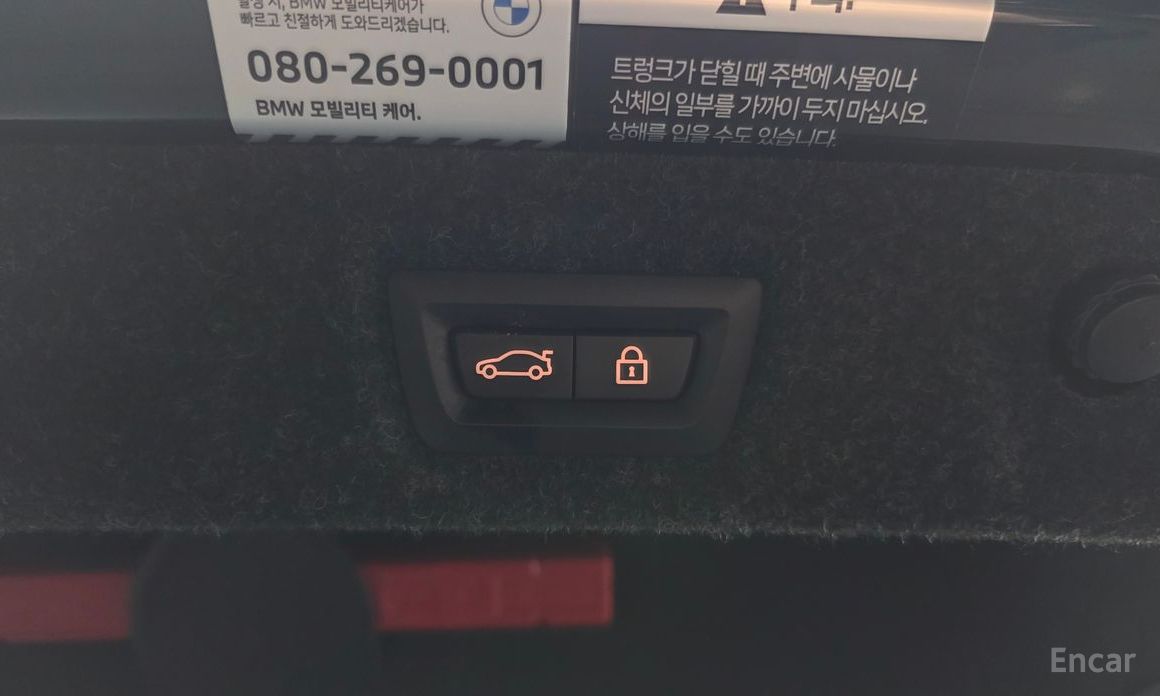 빠르고 친절하게 도와드리겠습니다.
080-269-0001
BMW 모빌리티 케어.
트렁크가 닫힐 때 주변에 사물이나
신체의 일부를 가까이 두지 마십시오.
상해를 입을 수도 있습니다.
Encar